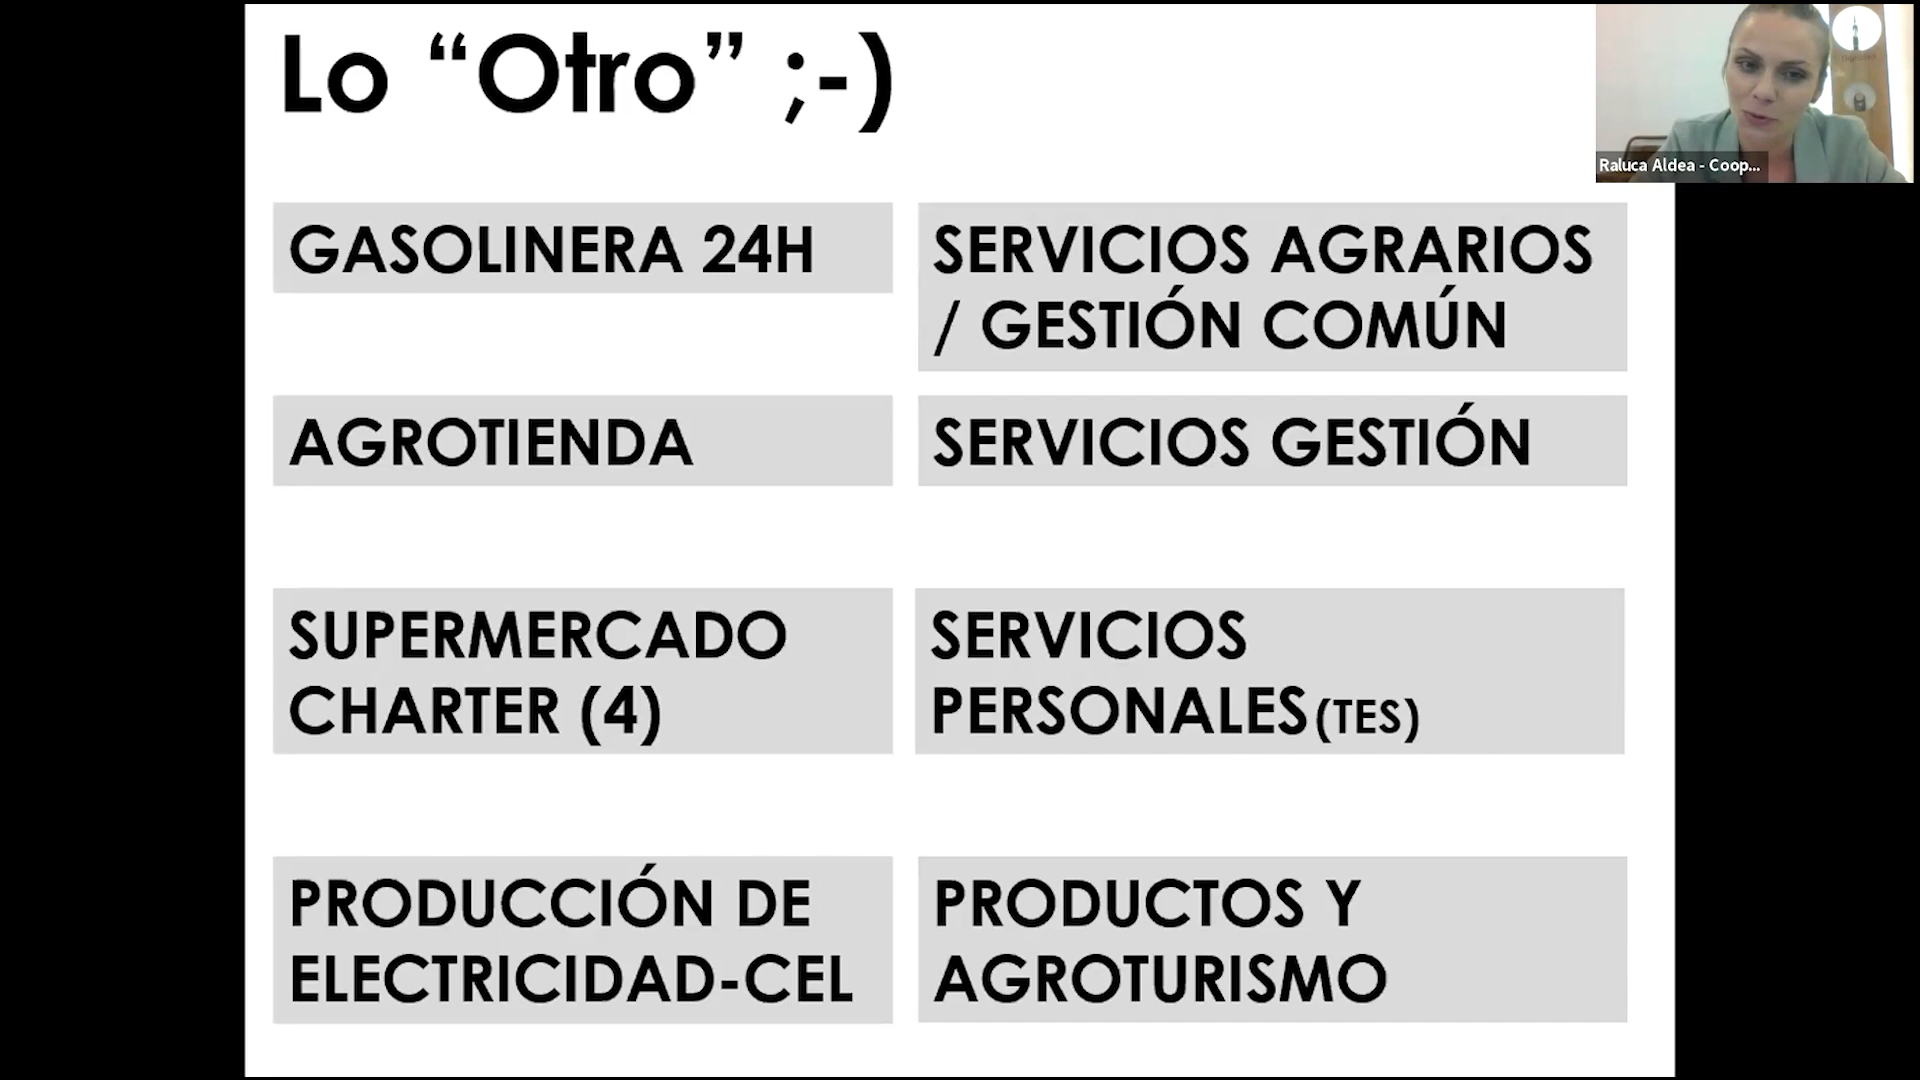 Lo “Otro” ;-)
Raluca Aldea - Coop...
GASOLINERA 24H
SERVICIOS AGRARIOS
/ GESTIÓN COMÚN
AGROTIENDA
SERVICIOS GESTIÓN
SUPERMERCADO
CHARTER (4)
SERVICIOS
PERSONALES (TES)
PRODUCCIÓN DE
ELECTRICIDAD-CEL
PRODUCTOS Y
AGROTURISMO